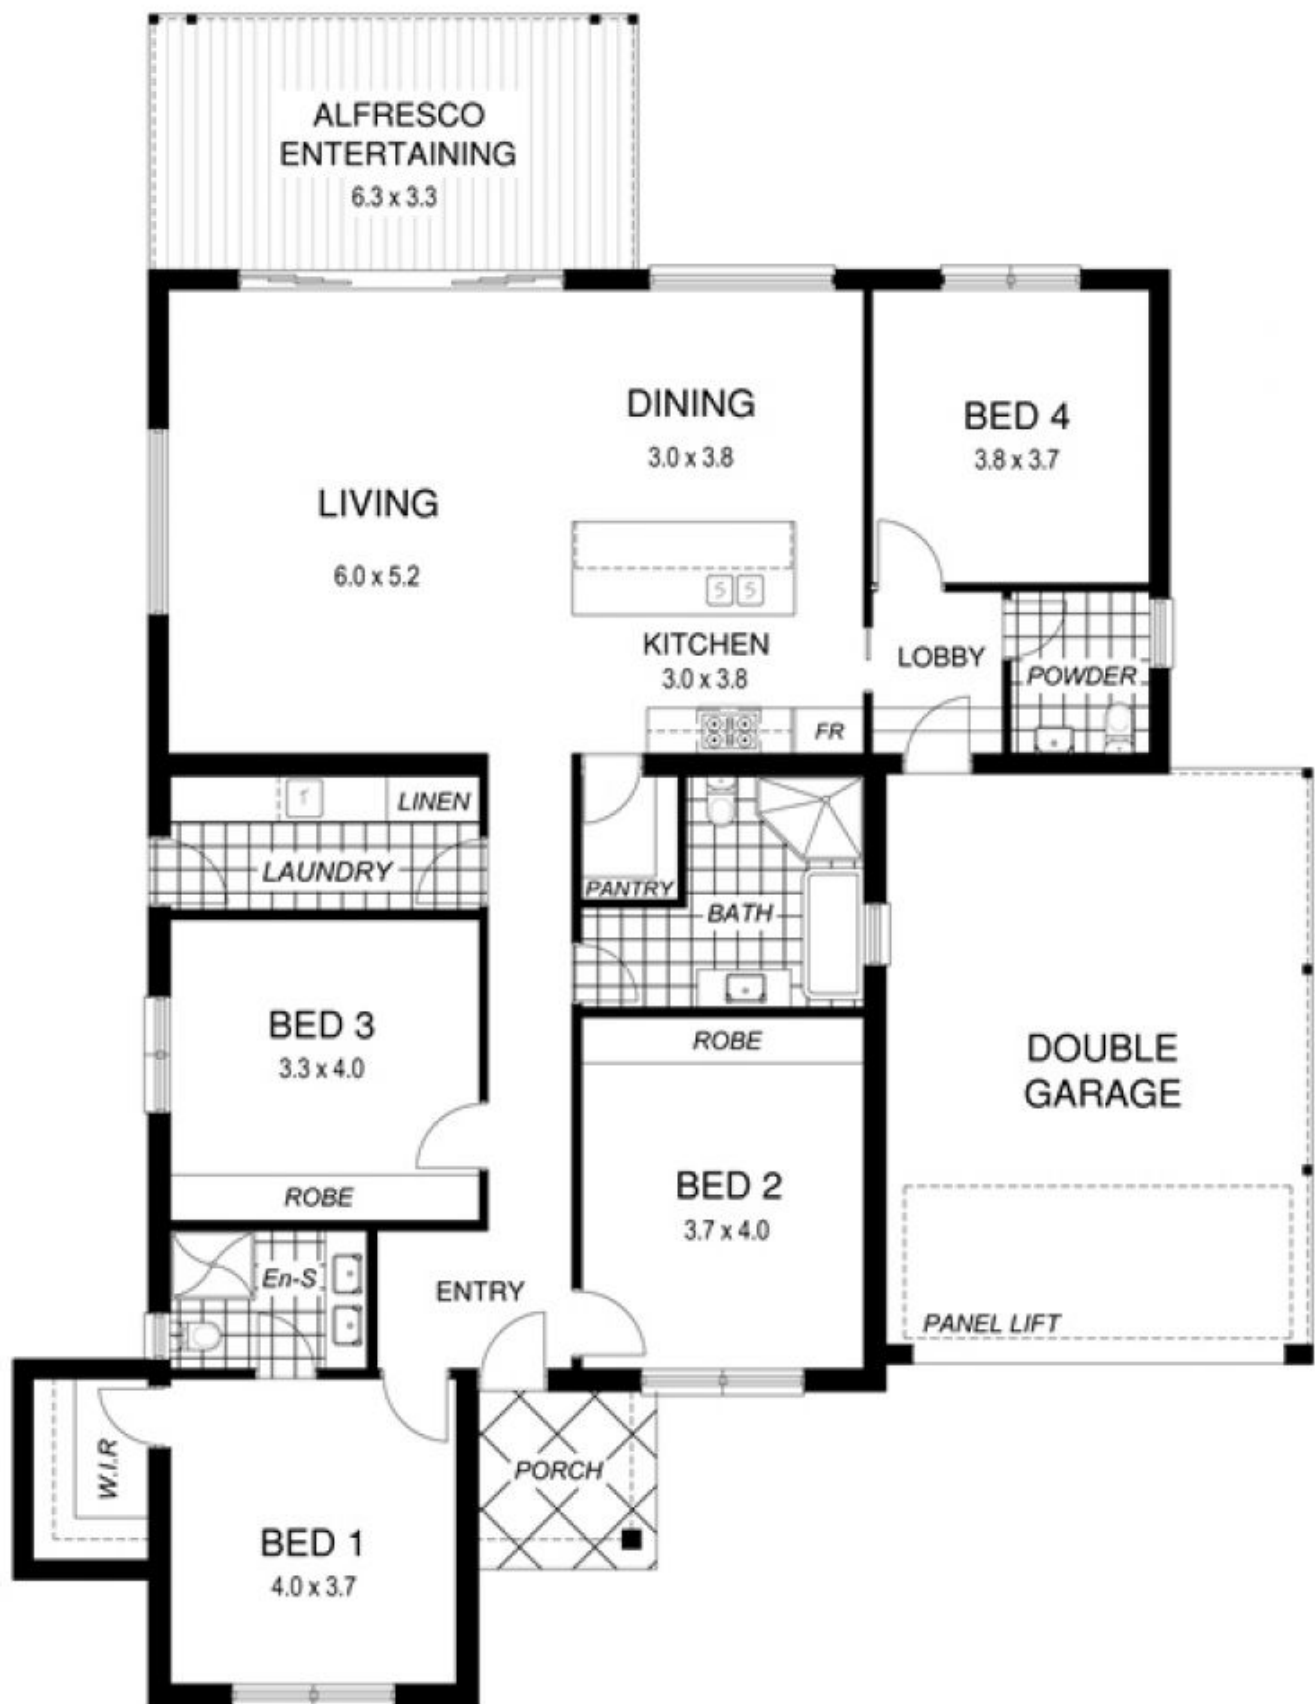 ALFRESCO
ENTERTAINING
6.3 x 3.3
DINING
3.0 x 3.8
BED 4
3.8 x 3.7
LIVING
6.0 x 5.2
S S
KITCHEN
3.0 x 3.8
LOBBY
POWDER
FR
T
LINEN
LAUNDRY
PANTRY
BATH
BED 3
3.3 x 4.0
ROBE
ROBE
DOUBLE
GARAGE
BED 2
3.7 x 4.0
En-S
ENTRY
PANEL LIFT
W.I.R
PORCH
BED 1
4.0 x 3.7